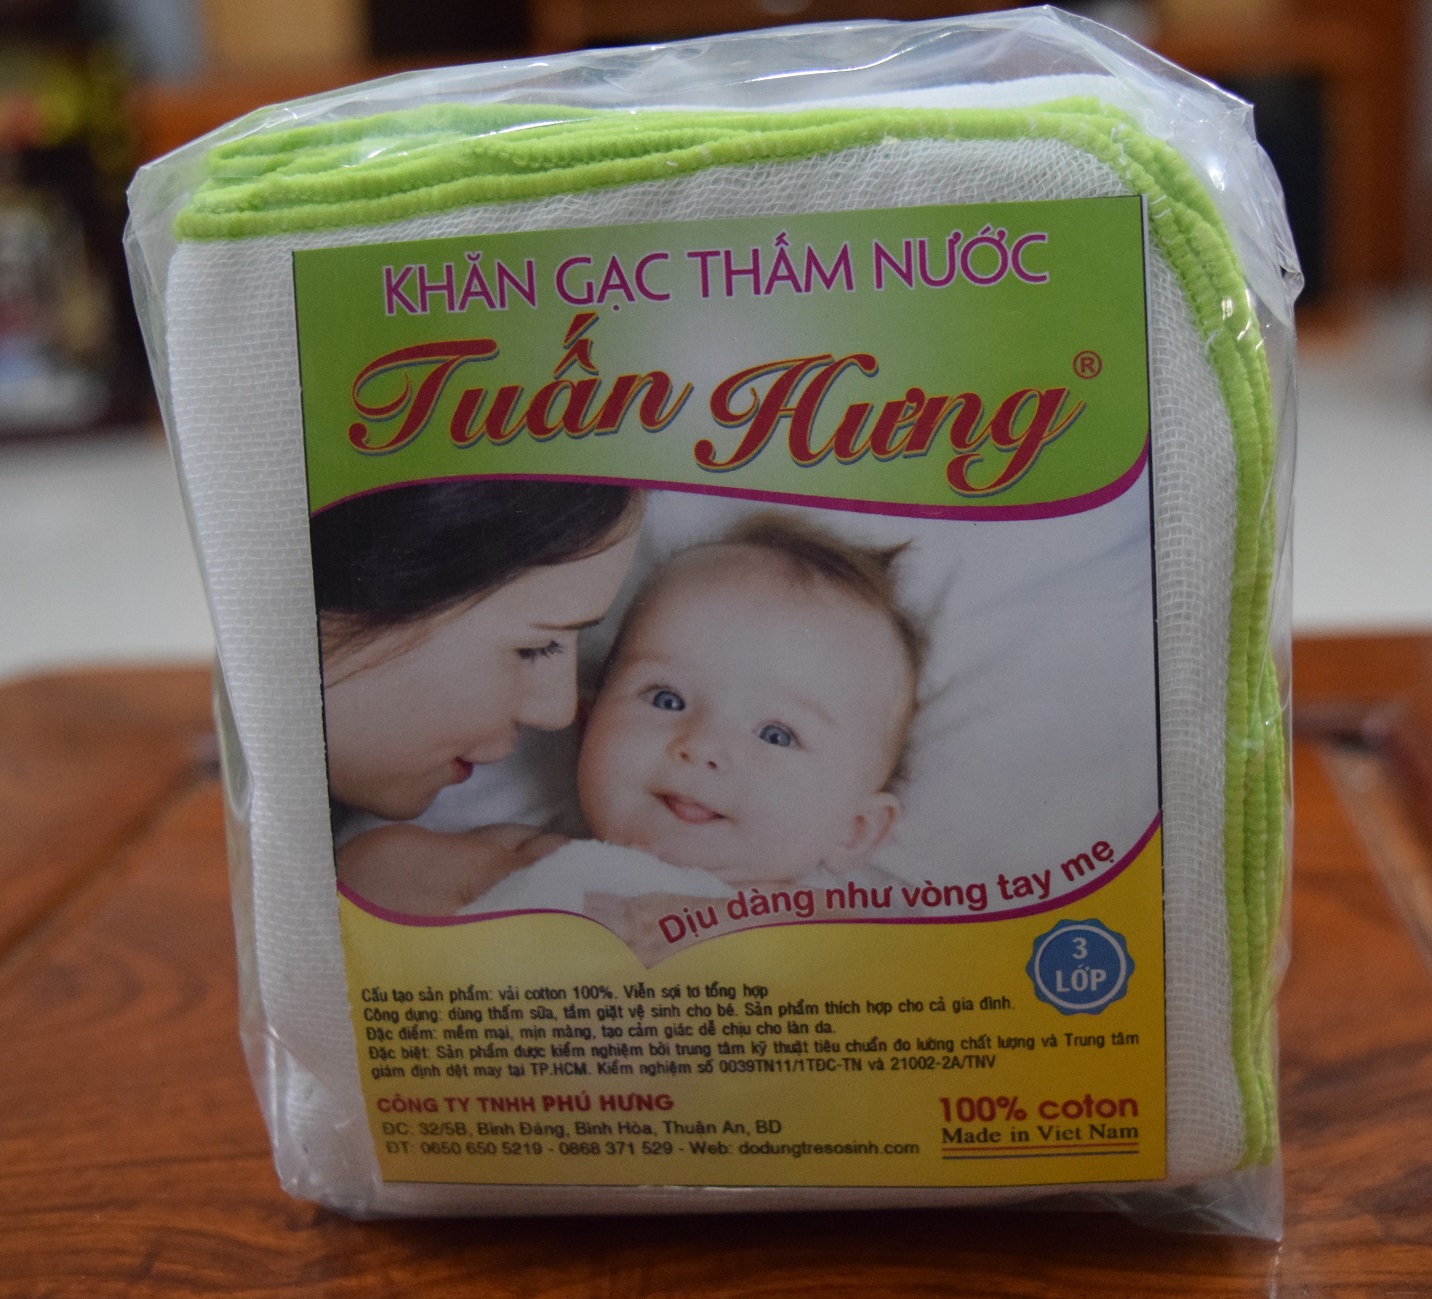 KHĂN GẠC THẤM NƯỚC
Tuấn Hưng®
Dịu dàng như vòng tay mẹ
3
LỚP
Cấu tạo sản phẩm: vải cotton 100%. Viền sợi tơ tổng hợp
Công dụng: dùng thấm sữa, tắm giặt vệ sinh cho bé. Sản phẩm thích hợp cho cả gia đình.
Đặc điểm: mềm mại, mịn màng, tạo cảm giác dễ chịu cho làn da.
Đặc biệt: Sản phẩm được kiểm nghiệm bởi trung tâm kỹ thuật tiêu chuẩn đo lường chất lượng và Trung tâm
giám định dệt may tại TP.HCM. Kiểm nghiệm số 0039TN11/1TĐC-TN và 21002-2A/TNV
CÔNG TY TNHH PHÚ HƯNG
ĐC: 32/5B, Bình Đáng, Bình Hòa, Thuận An, BD
ĐT: 0650 650 5219 - 0868 371 529 - Web: dodungtresosinh.com
100% coton
Made in Viet Nam